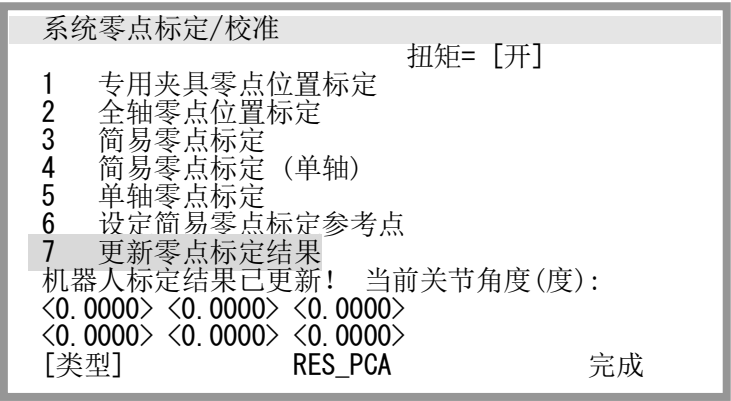 系统零点标定/校准
扭矩= [开]
1 专用夹具零点位置标定
2 全轴零点位置标定
3 简易零点标定
4 简易零点标定 (单轴)
5 单轴零点标定
6 设定简易零点标定参考点
7 更新零点标定结果
机器人标定结果已更新! 当前关节角度(度):
<0.0000> <0.0000> <0.0000>
<0.0000> <0.0000> <0.0000>
[类型] RES_PCA 完成